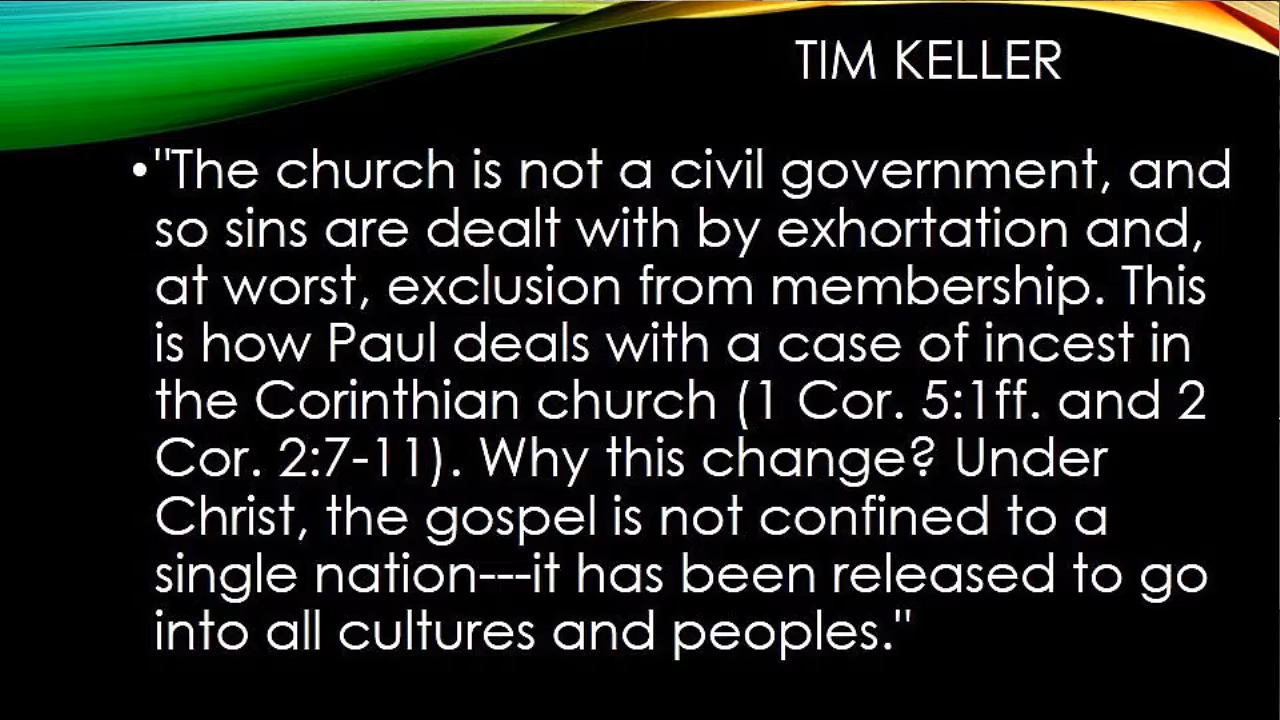 TIM KELLER
•"The church is not a civil government, and
so sins are dealt with by exhortation and,
at worst, exclusion from membership. This
is how Paul deals with a case of incest in
the Corinthian church (1 Cor. 5:1ff. and 2
Cor. 2:7-11). Why this change? Under
Christ, the gospel is not confined to a
single nation---it has been released to go
into all cultures and peoples."